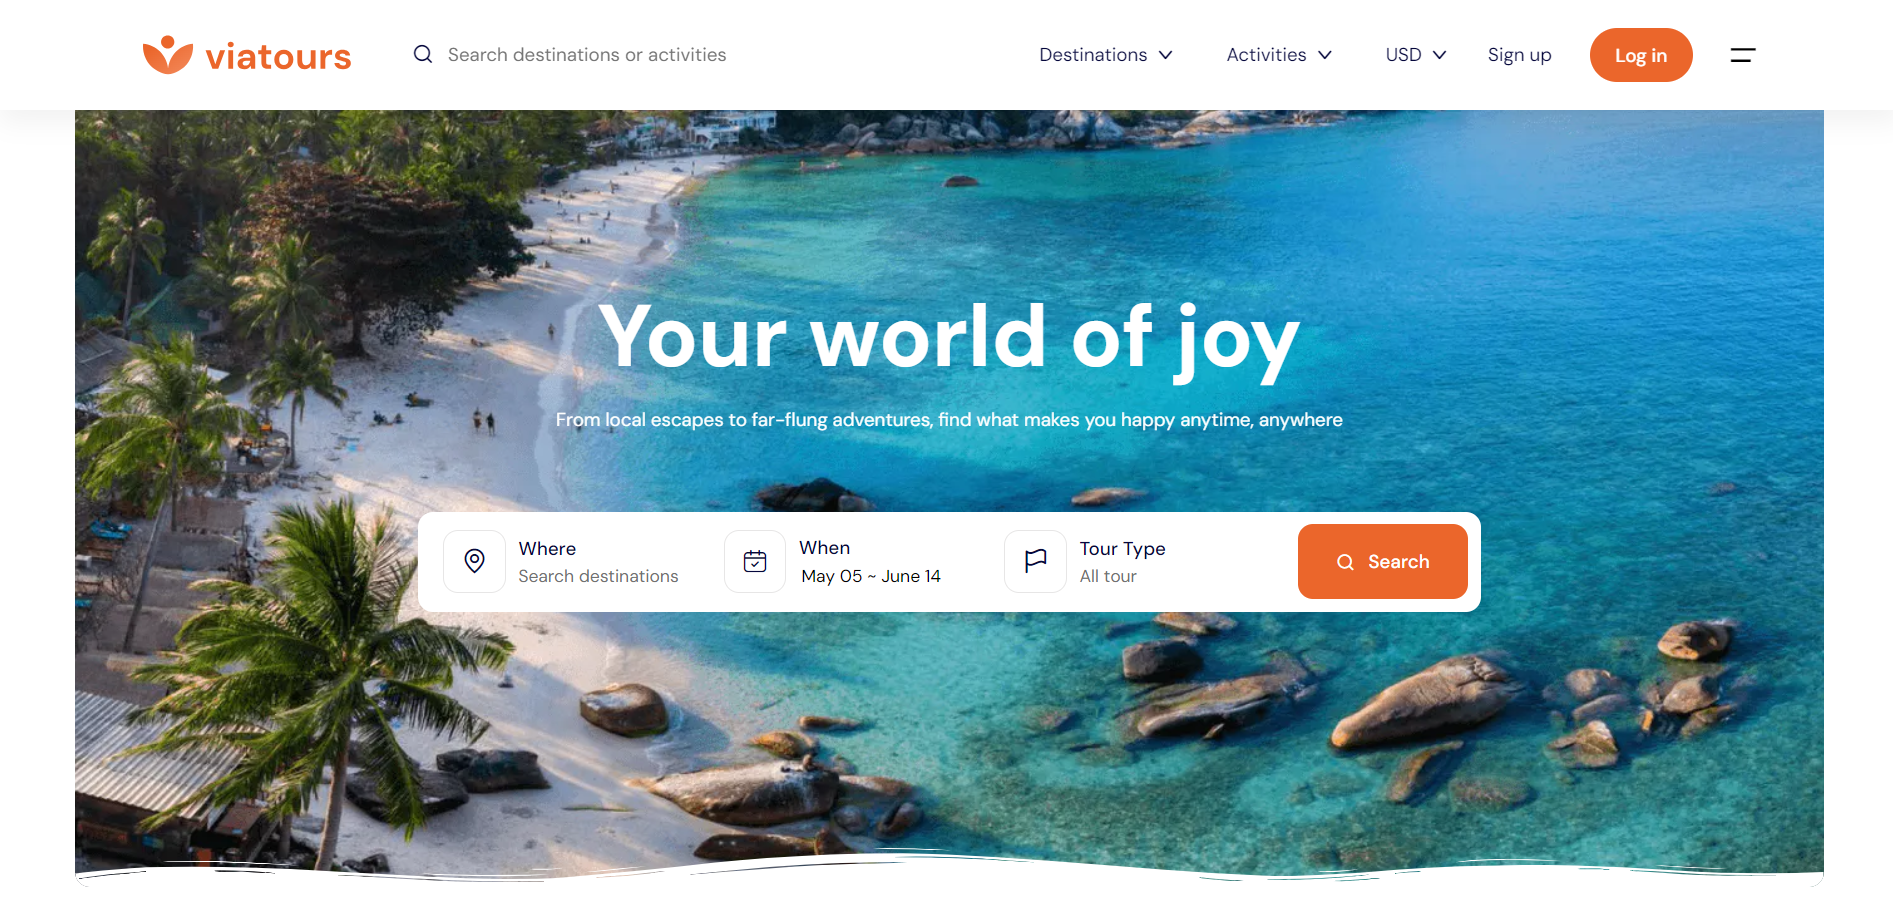 viatours
Search destinations or activities
Destinations
Activities
USD
Sign up
Log in
Your world of joy
From local escapes to far-flung adventures, find what makes you happy anytime, anywhere
Where
Search destinations
When
May 05 ~ June 14
Tour Type
All tour
Search